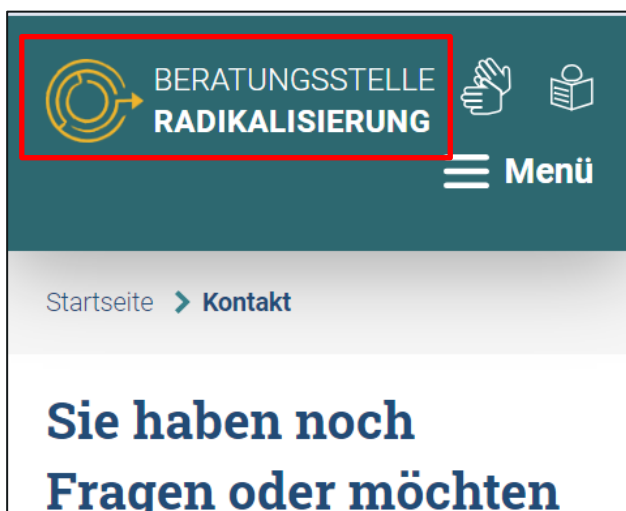 BERATUNGSSTELLE
RADIKALISIERUNG
Menü
Startseite > Kontakt
Sie haben noch
Fragen oder möchten